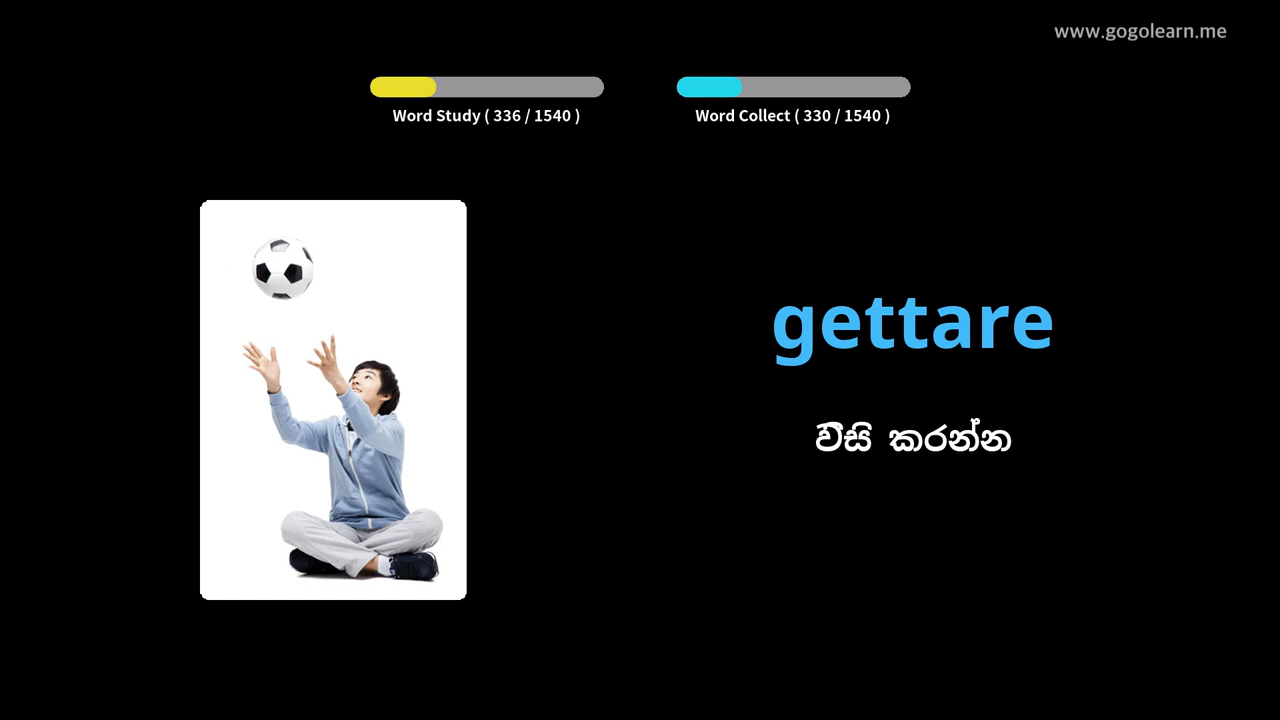 www.gogolearn.me
Word Study ( 336 / 1540 )
Word Collect ( 330 / 1540 )
gettare
වීසි කරන්න